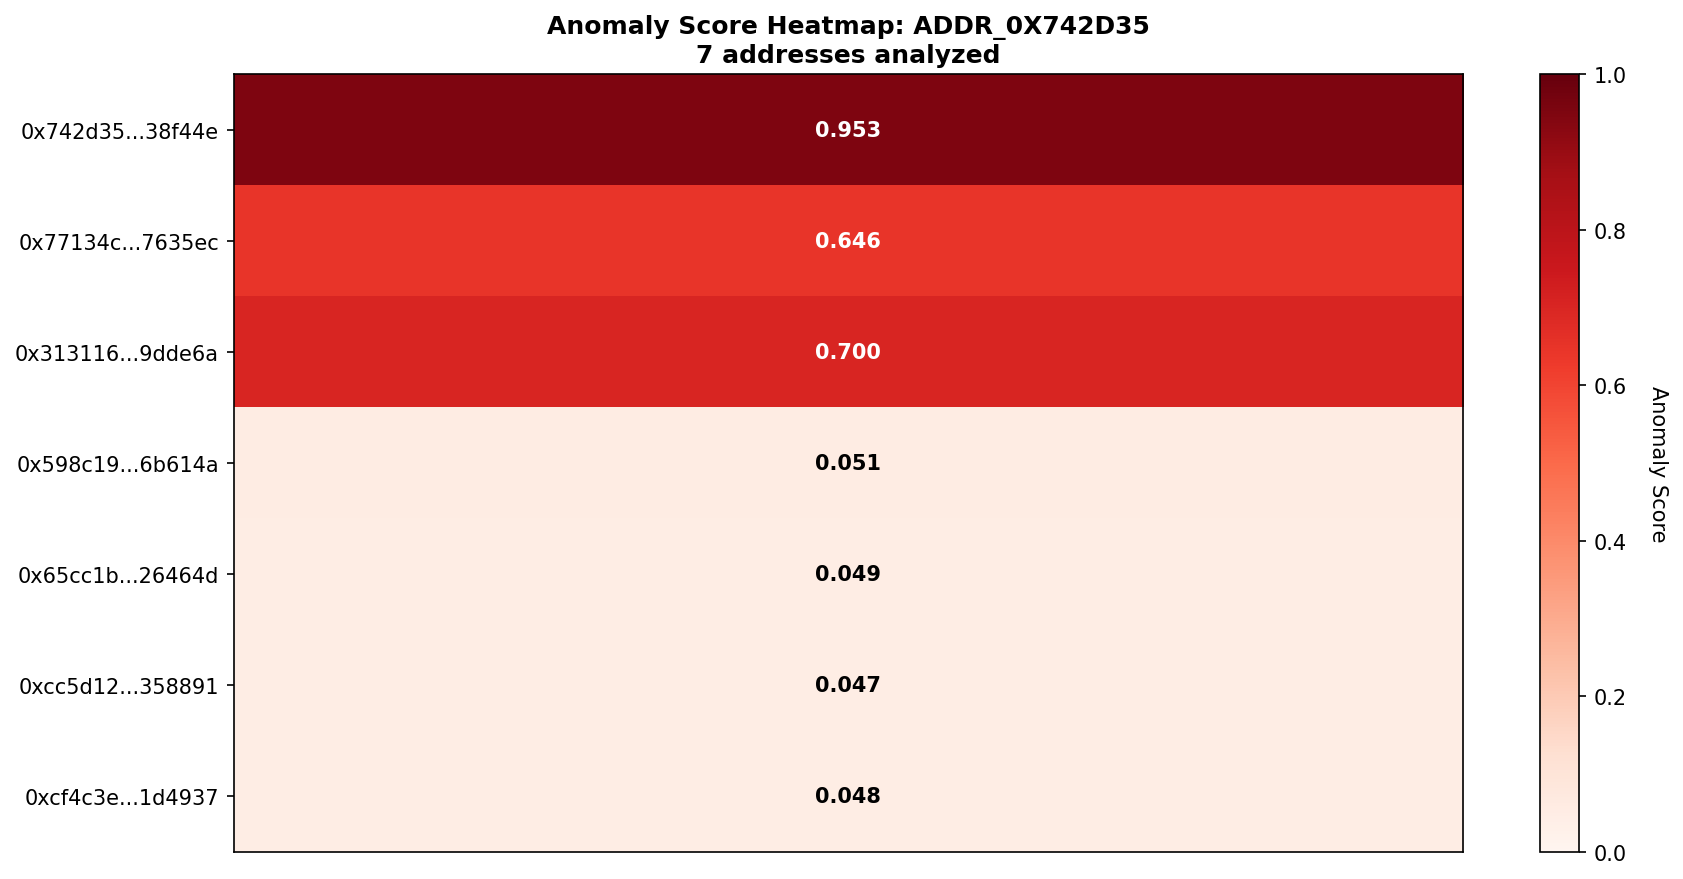 Anomaly Score Heatmap: ADDR_0X742D35
7 addresses analyzed
0x742d35...38f44e
0.953
0x77134c...7635ec
0.646
0x313116...9dde6a
0.700
0x598c19...6b614a
0.051
0x65cc1b...26464d
0.049
0xcc5d12...358891
0.047
0xcf4c3e...1d4937
0.048
1.0
0.8
0.6
0.4
0.2
0.0
Anomaly Score